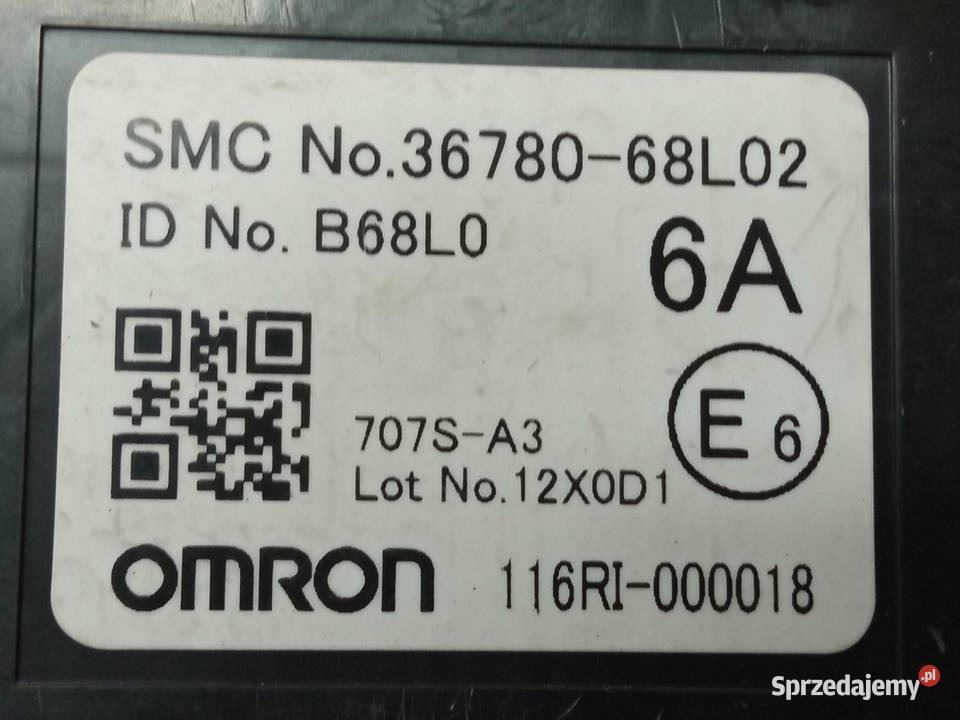 SMC No.36780-68L02
ID No. B68L0
6A
E 6
707S-A3
Lot No.12X0D1
OMRON 116RI-000018
Sprzedajemy.pl